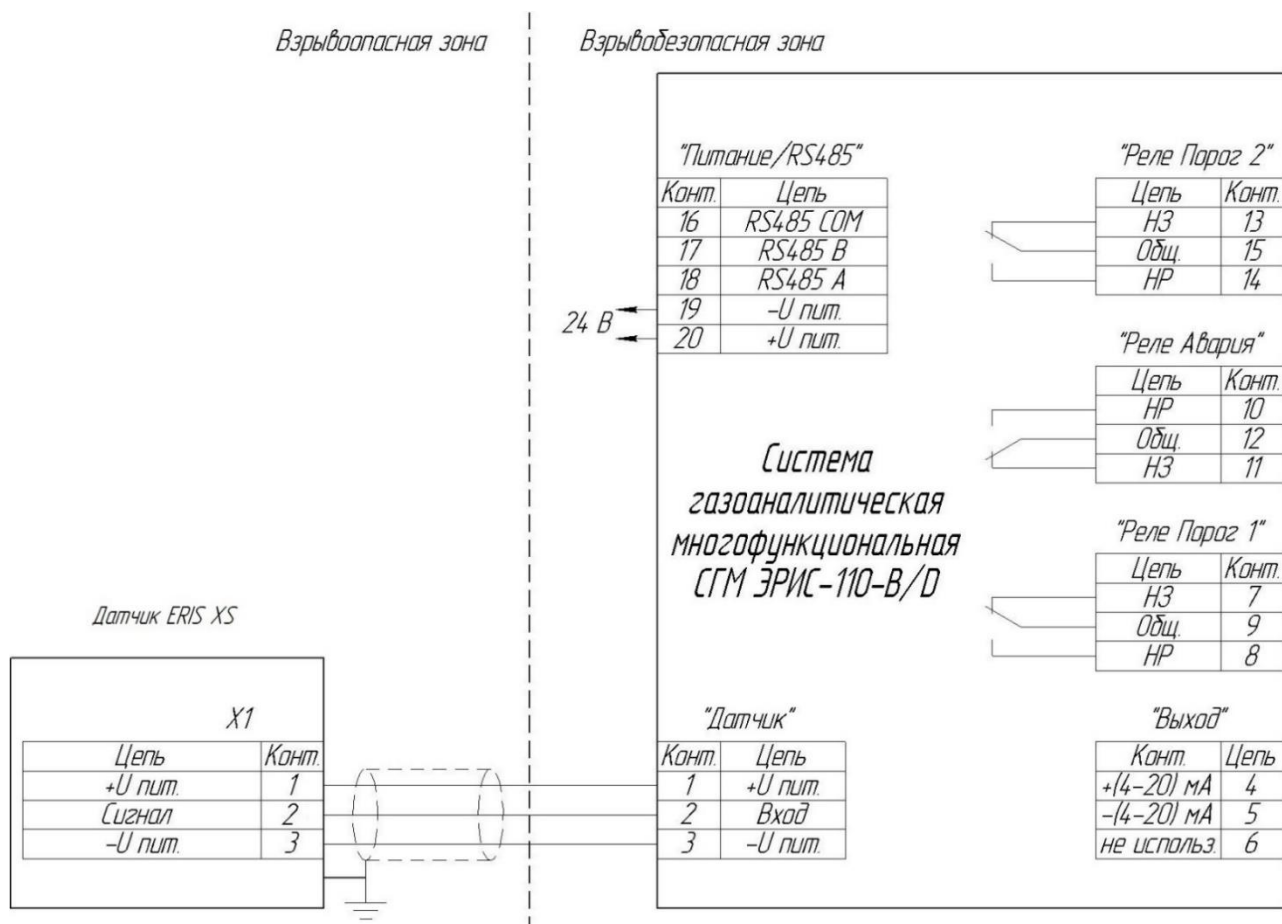 Взрывоопасная зона
Взрывобезопасная зона
"Питание/RS485"
Конт. Цепь
16 RS485 COM
17 RS485 B
18 RS485 A
19 -U пит.
20 +U пит.
24 В
"Реле Порог 2"
Цепь Конт.
НЗ 13
Общ. 15
НР 14
"Реле Авария"
Цепь Конт.
НР 10
Общ. 12
НЗ 11
Система
газоаналитическая
многофункциональная
СГМ ЭРИС-110-B/D
"Реле Порог 1"
Цепь Конт.
НЗ 7
Общ. 9
НР 8
Датчик ERIS XS
X1
Цепь Конт.
+U пит. 1
Сигнал 2
-U пит. 3
"Датчик"
Конт. Цепь
1 +U пит.
2 Вход
3 -U пит.
"Выход"
Конт. Цепь
+(4-20) мА 4
-(4-20) мА 5
не использ. 6